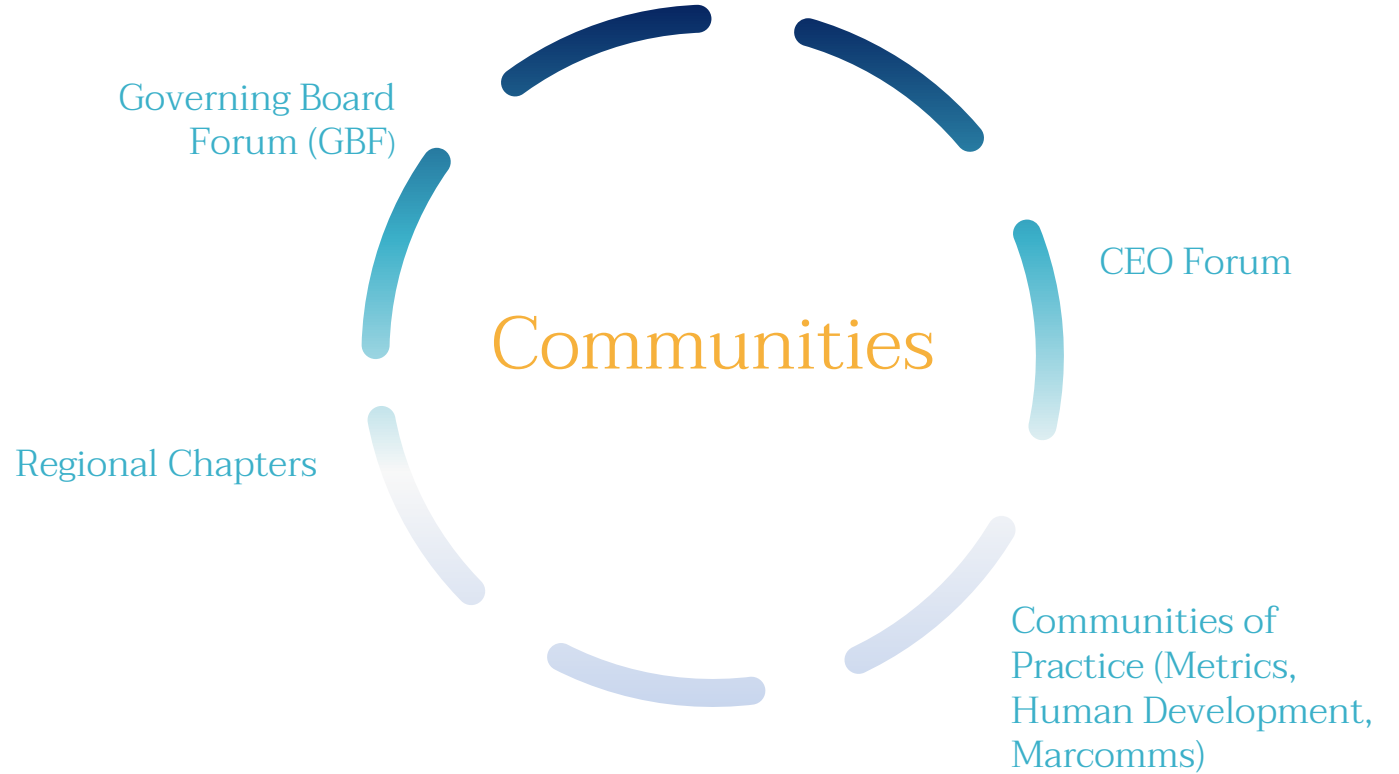 Governing Board
Forum (GBF)
CEO Forum
Communities
Regional Chapters
Communities of
Practice (Metrics,
Human Development,
Marcomms)